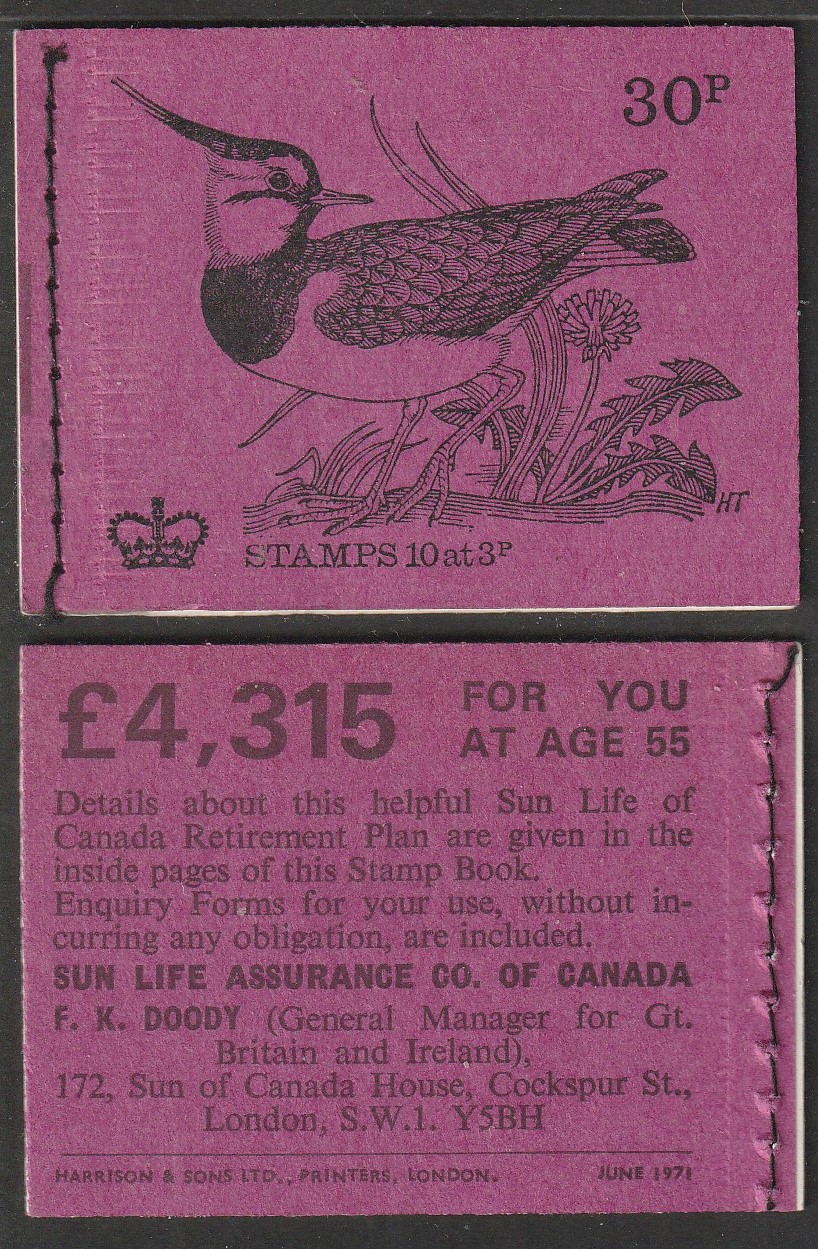 30P
HT
STAMPS 10 at 3P
£4,315 FOR YOU
AT AGE 55
Details about this helpful Sun Life of
Canada Retirement Plan are given in the
inside pages of this Stamp Book.
Enquiry Forms for your use, without in-
curring any obligation, are included.
SUN LIFE ASSURANCE CO. OF CANADA
F. K. DOODY (General Manager for Gt.
Britain and Ireland),
172, Sun of Canada House, Cockspur St.,
London, S.W.1. Y5BH
HARRISON & SONS LTD., PRINTERS, LONDON. JUNE 1971